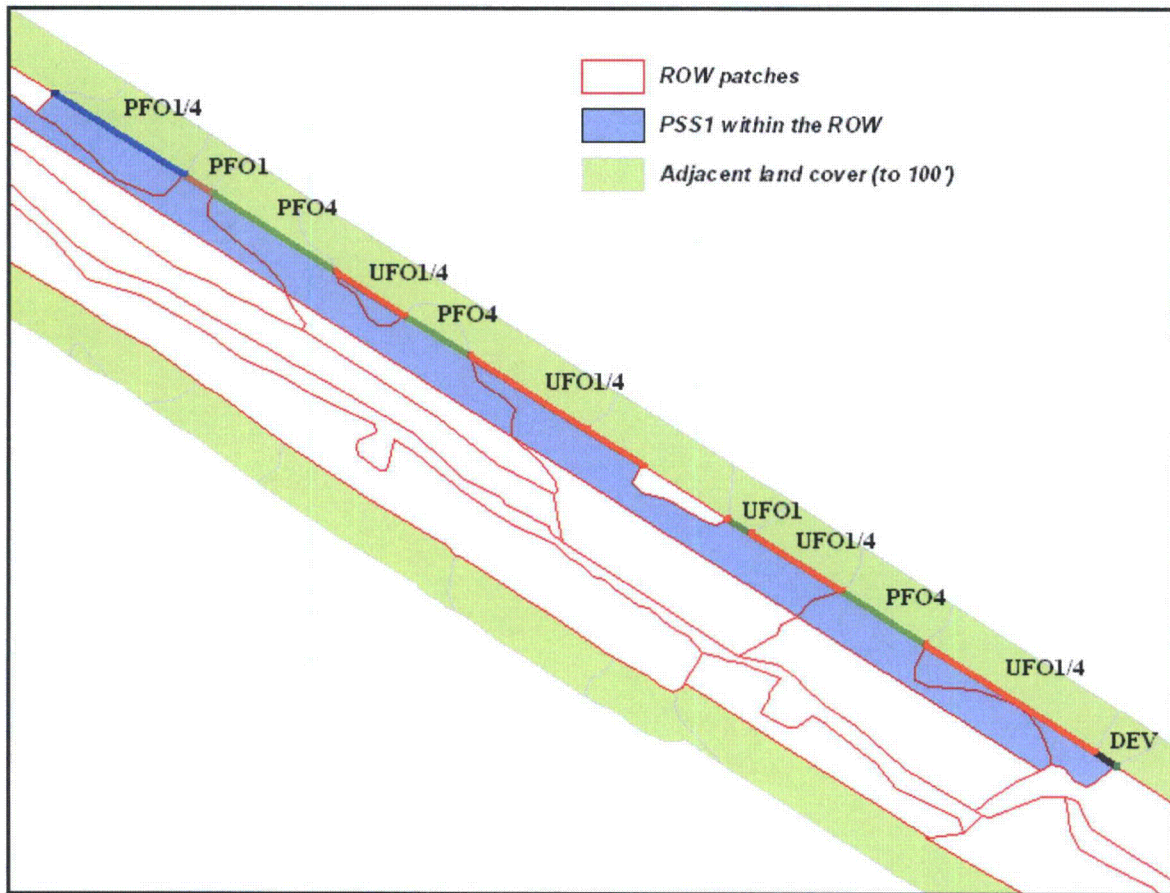 ROW patches
PSS1 within the ROW
Adjacent land cover (to 100')
PFO1/4
PFO1
PFO4
UFO1/4
PFO4
UFO1/4
UFO1
UFO1/4
PFO4
UFO1/4
DEV